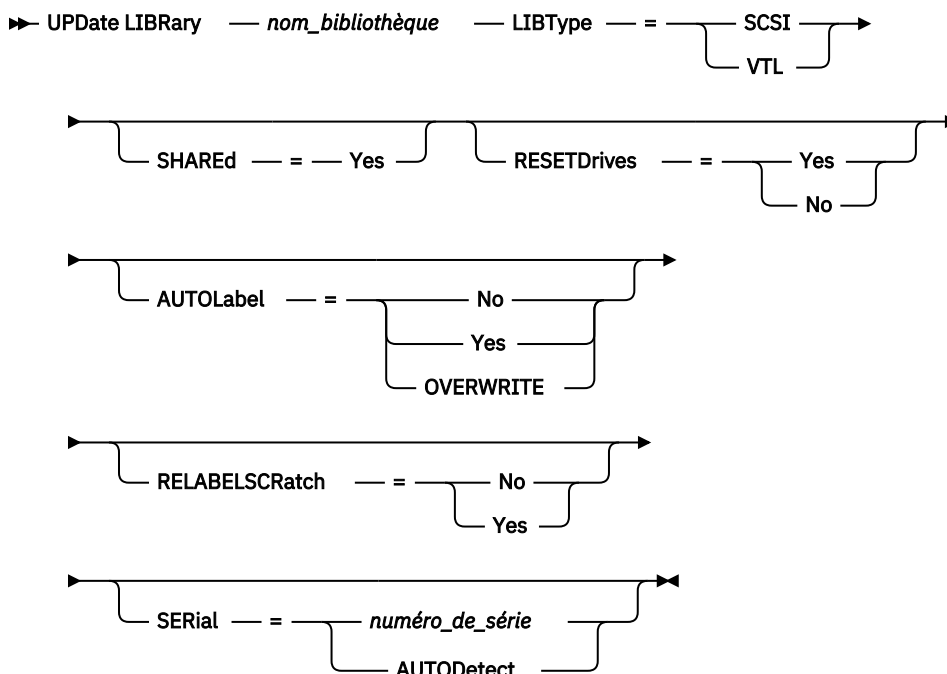 UPDate LIBRary nom_bibliothèque LIBType = SCSI
VTL
SHAREd = Yes RESETDrives = Yes
No
AUTOLabel = No
Yes
OVERWRITE
RELABELSCRatch = No
Yes
SERial = numéro_de_série
AUTODetect